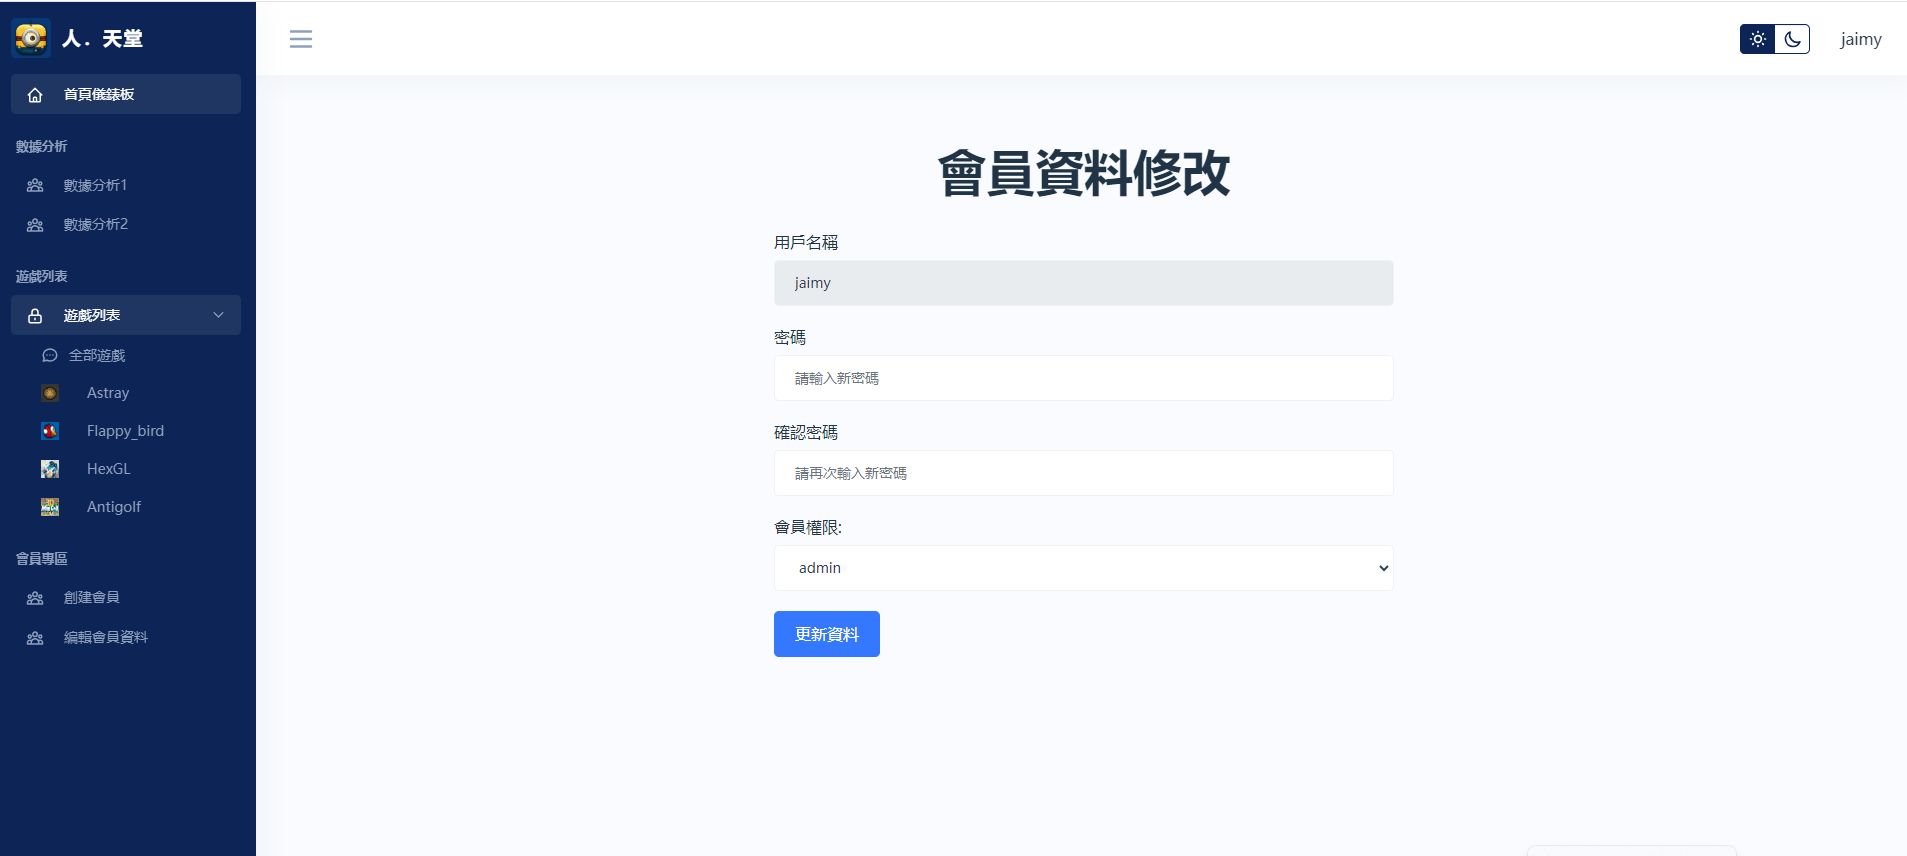 人．天堂
首頁儀錶板
數據分析
數據分析1
數據分析2
遊戲列表
遊戲列表
全部遊戲
Astray
Flappy_bird
HexGL
Antigolf
會員專區
創建會員
編輯會員資料
jaimy
會員資料修改
用戶名稱
jaimy
密碼
請輸入新密碼
確認密碼
請再次輸入新密碼
會員權限:
admin
更新資料